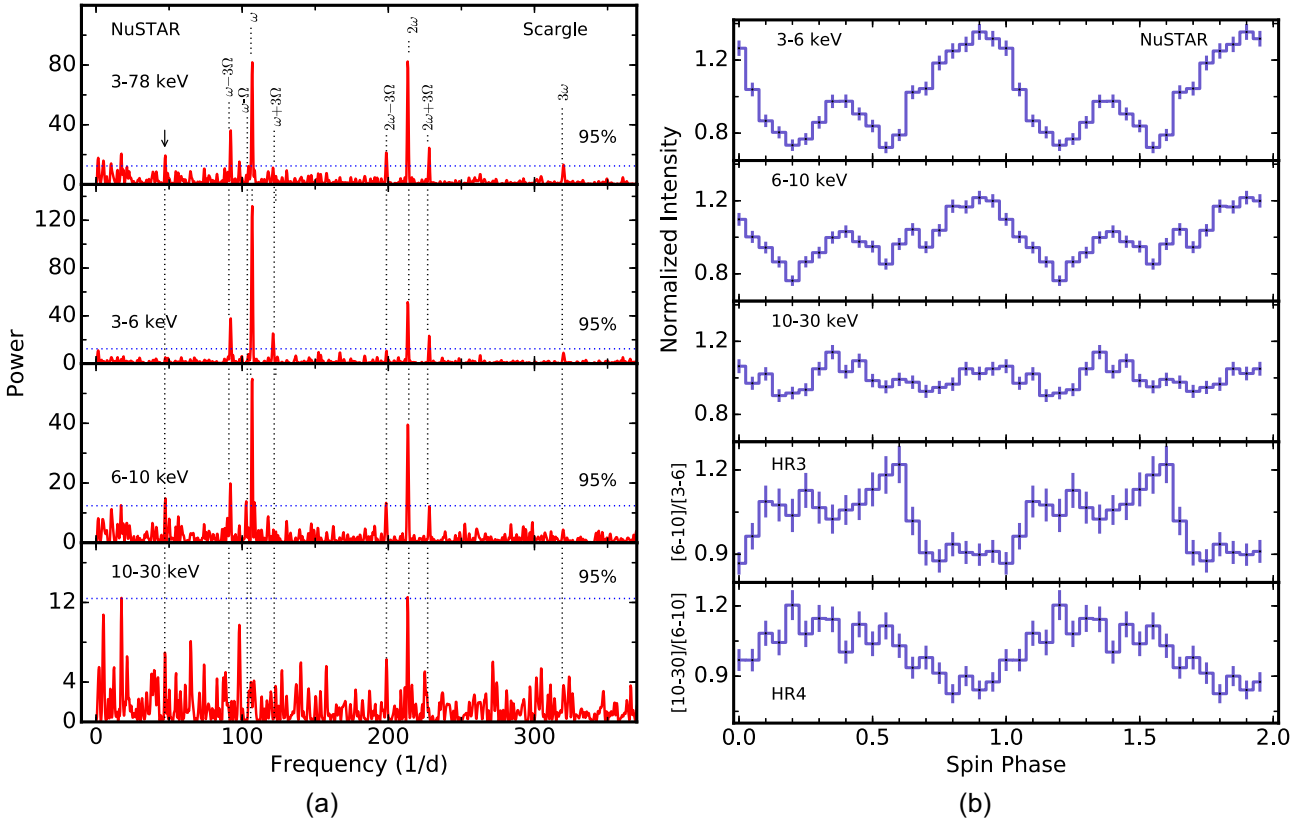 NuSTAR
Scargle
3-78 keV
ω−3Ω
ω-Ω
ω
ω+3Ω
2ω−3Ω
2ω
2ω+3Ω
3ω
95%
80
60
40
20
0
3-6 keV
95%
120
80
40
0
6-10 keV
95%
40
20
0
10-30 keV
95%
12
8
4
0
Power
0 100 200 300
Frequency (1/d)
(a)
3-6 keV
NuSTAR
1.2
0.8
6-10 keV
1.2
0.8
10-30 keV
1.2
0.8
Normalized Intensity
HR3
1.2
0.9
[6-10]/[3-6]
HR4
1.2
0.9
[10-30]/[6-10]
0.0 0.5 1.0 1.5 2.0
Spin Phase
(b)